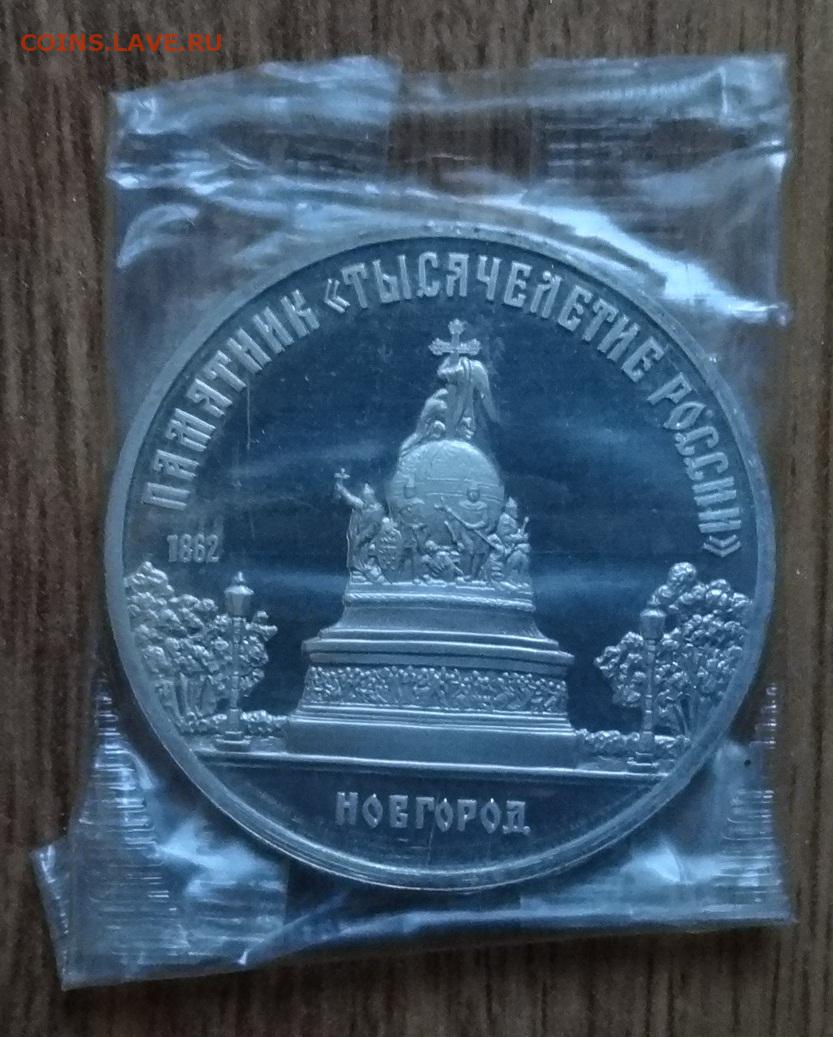 COINS.LAVE.RU
ПАМЯТНИК «ТЫСЯЧЕЛЕТИЕ РОССИИ»
1862
НОВГОРОД